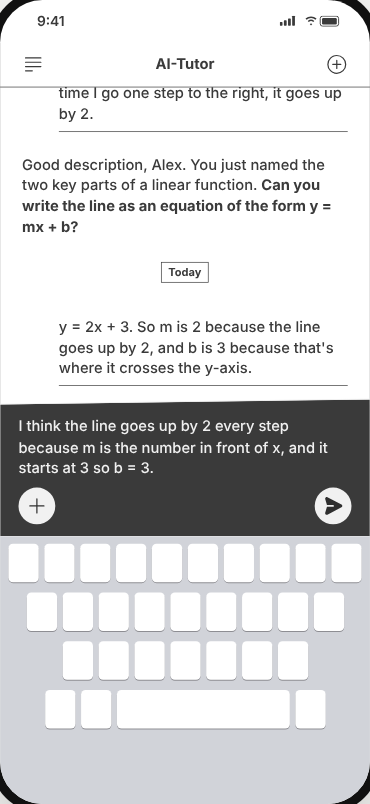 9:41
AI-Tutor
time I go one step to the right, it goes up
by 2.
Good description, Alex. You just named the
two key parts of a linear function. Can you
write the line as an equation of the form y =
mx + b?
Today
y = 2x + 3. So m is 2 because the line
goes up by 2, and b is 3 because that's
where it crosses the y-axis.
I think the line goes up by 2 every step
because m is the number in front of x, and it
starts at 3 so b = 3.